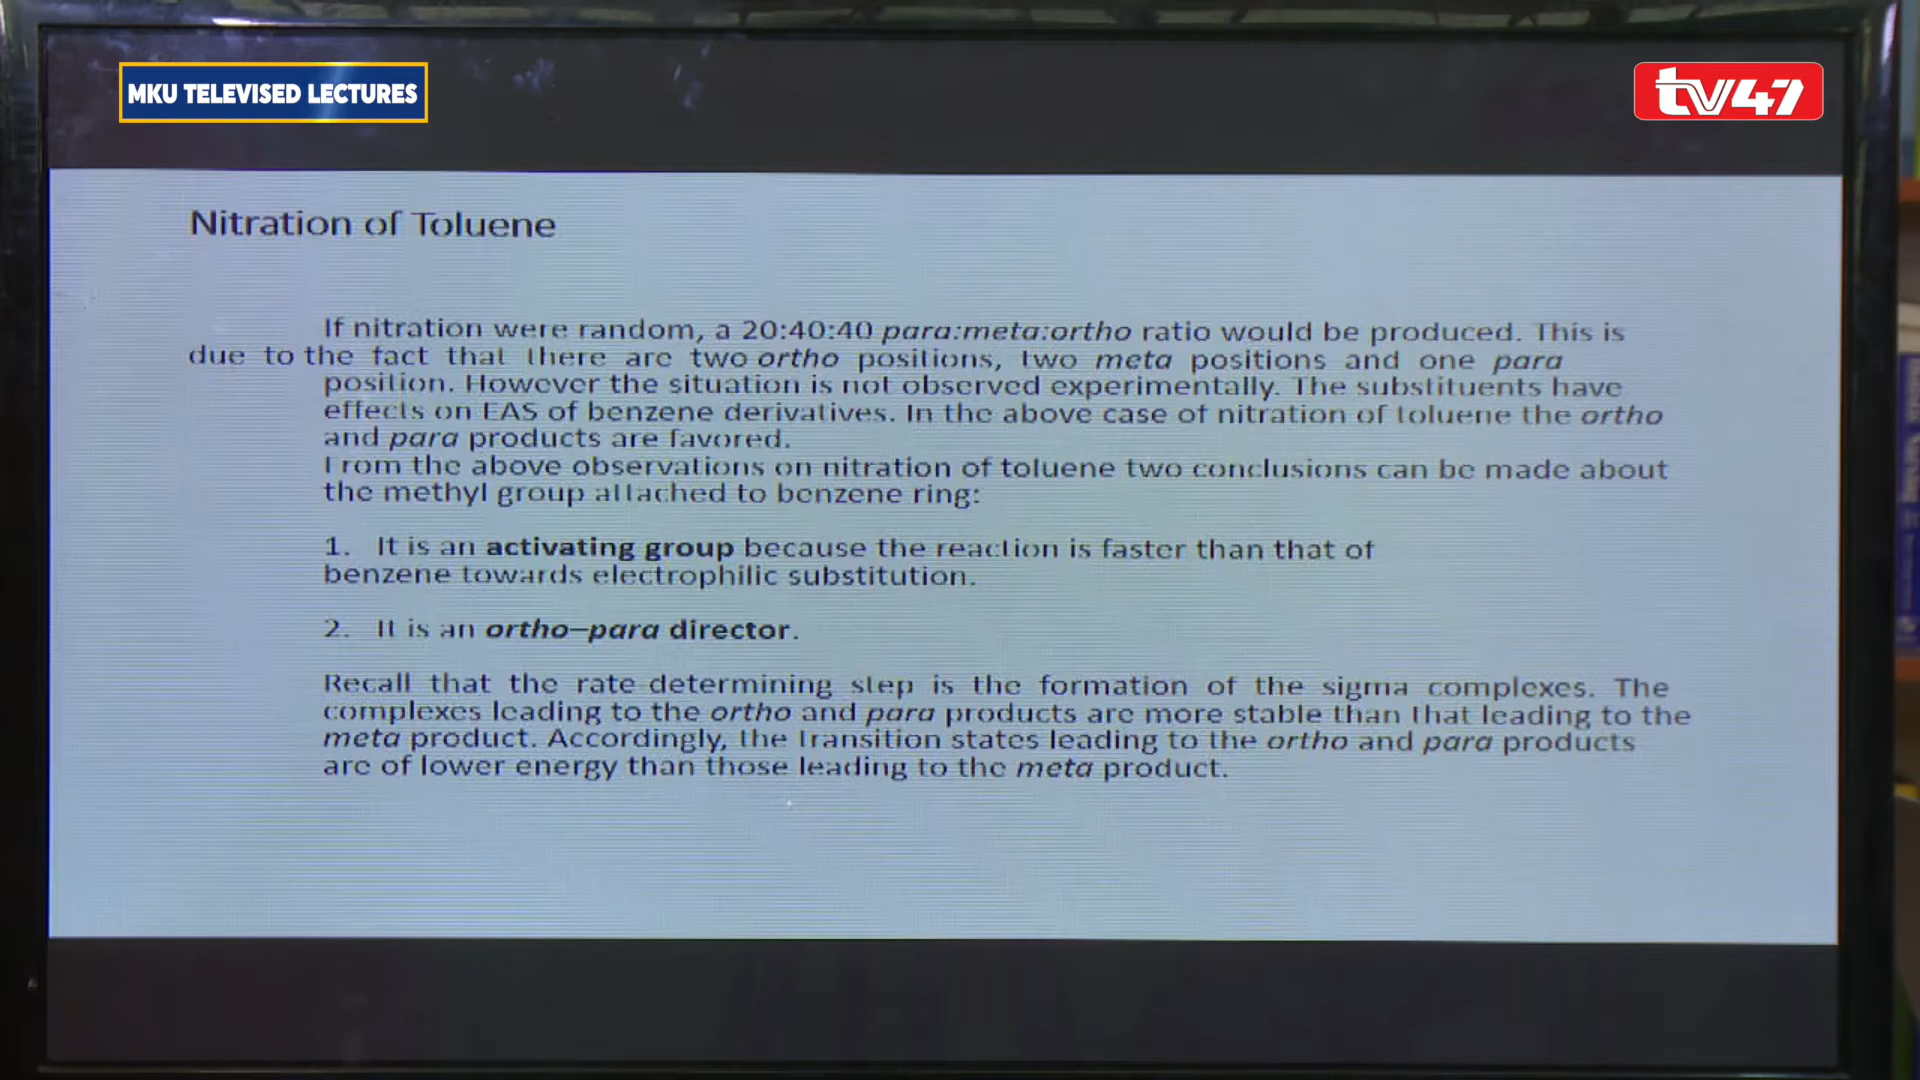 MKU TELEVISED LECTURES
tv47
Nitration of Toluene
If nitration were random, a 20:40:40 para:meta:ortho ratio would be produced. This is
due to the fact that there are two ortho positions, two meta positions and one para
position. However the situation is not observed experimentally. The substituents have
effects on EAS of benzene derivatives. In the above case of nitration of toluene the ortho
and para products are favored.
From the above observations on nitration of toluene two conclusions can be made about
the methyl group attached to benzene ring:
1. It is an activating group because the reaction is faster than that of
benzene towards electrophilic substitution.
2. It is an ortho–para director.
Recall that the rate determining step is the formation of the sigma complexes. The
complexes leading to the ortho and para products are more stable than that leading to the
meta product. Accordingly, the transition states leading to the ortho and para products
are of lower energy than those leading to the meta product.